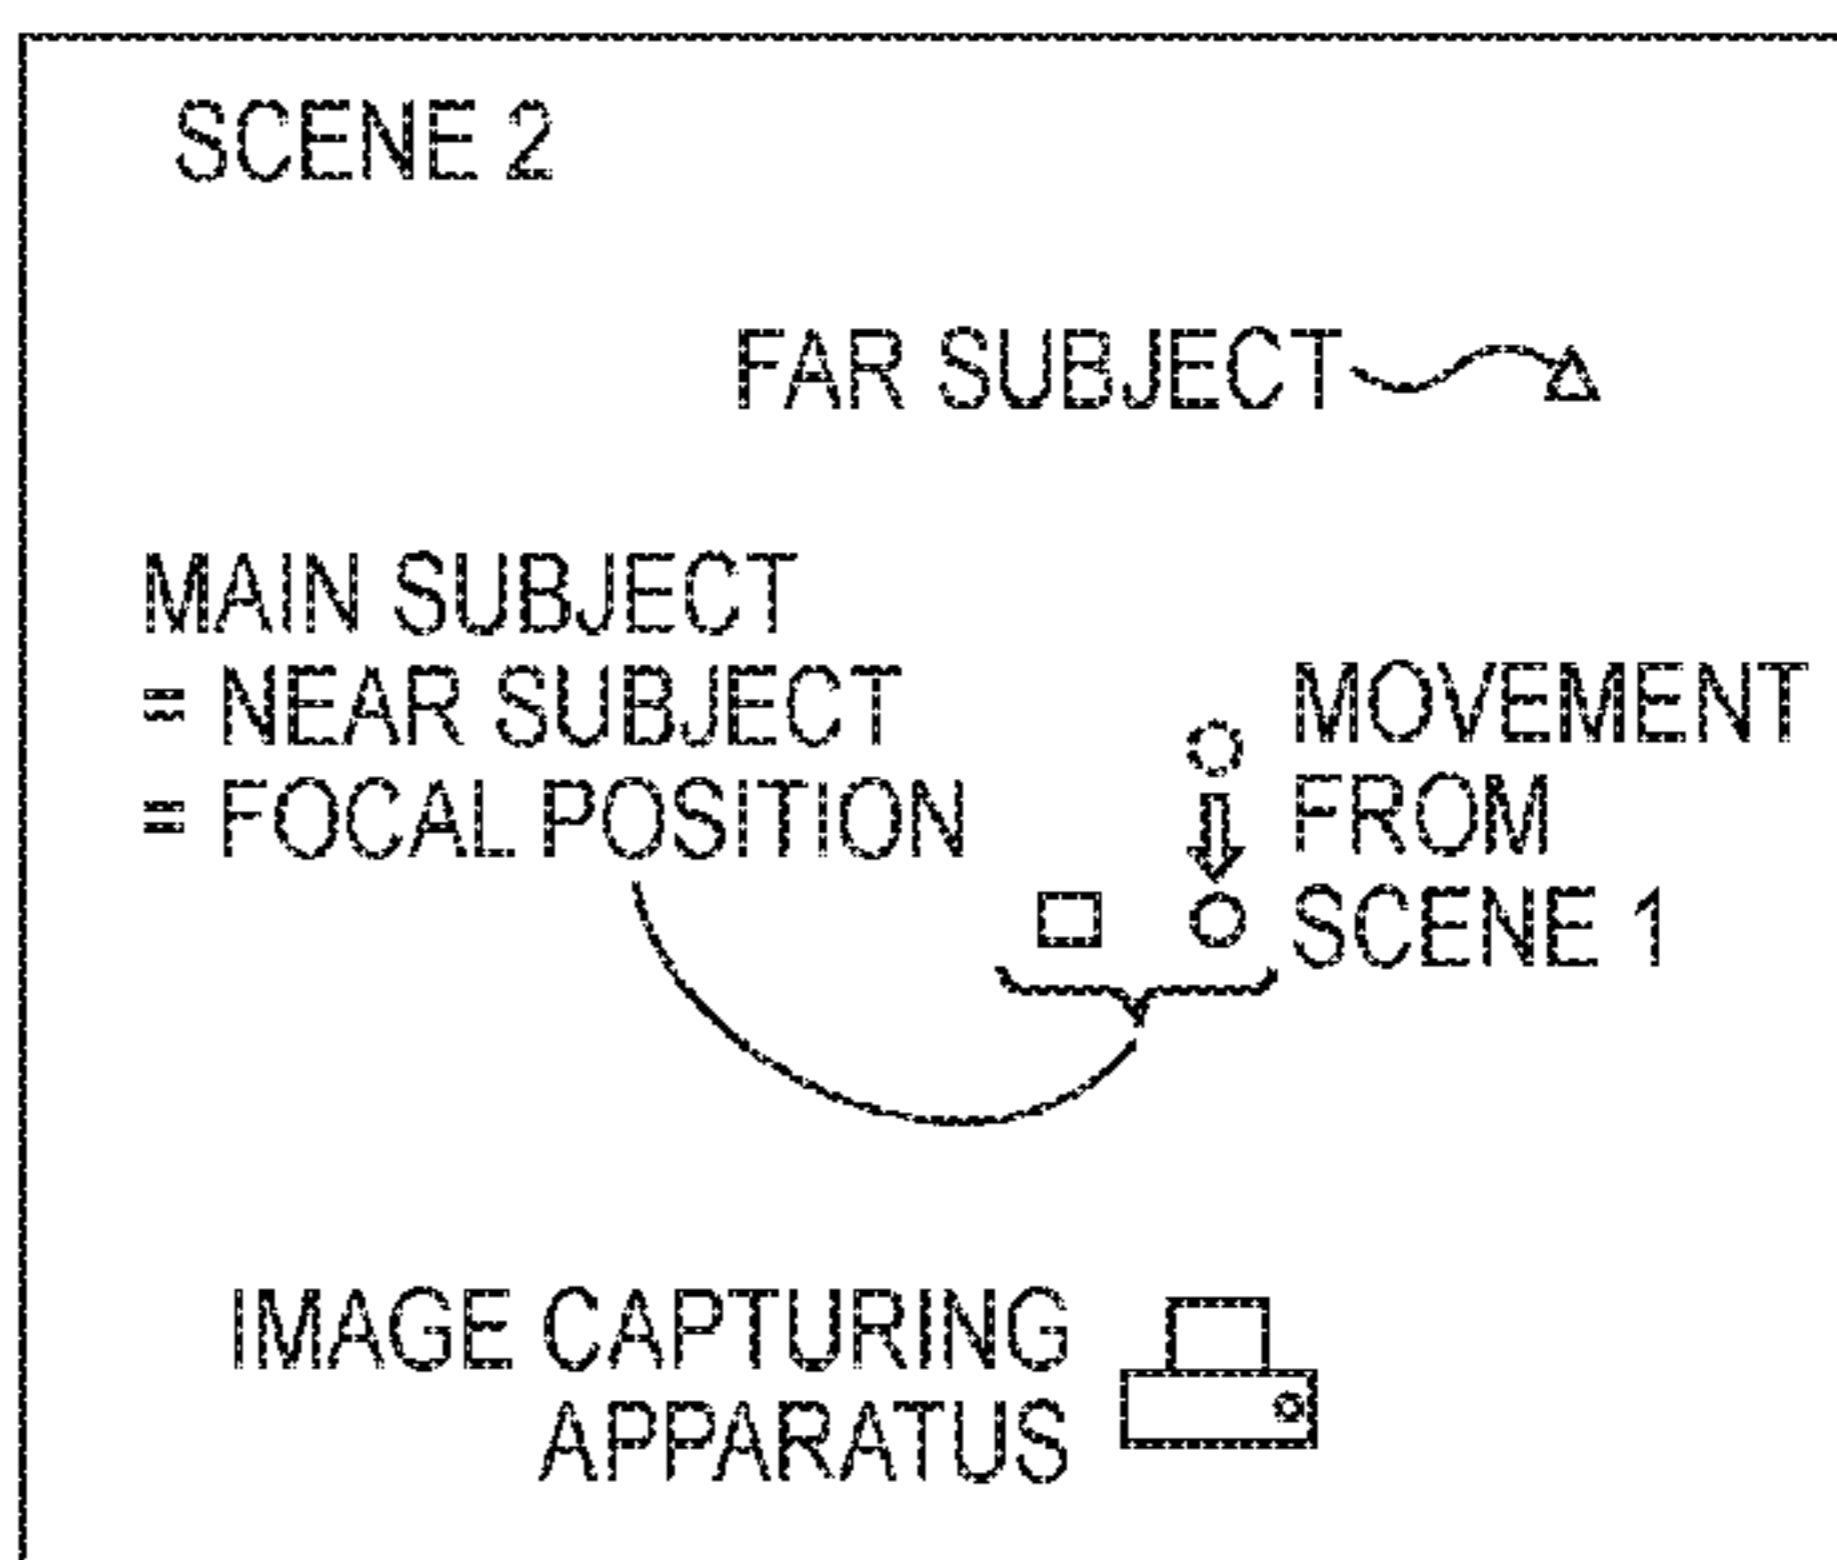 SCENE 2
FAR SUBJECT
MAIN SUBJECT
= NEAR SUBJECT
= FOCAL POSITION
MOVEMENT
FROM
SCENE 1
IMAGE CAPTURING
APPARATUS